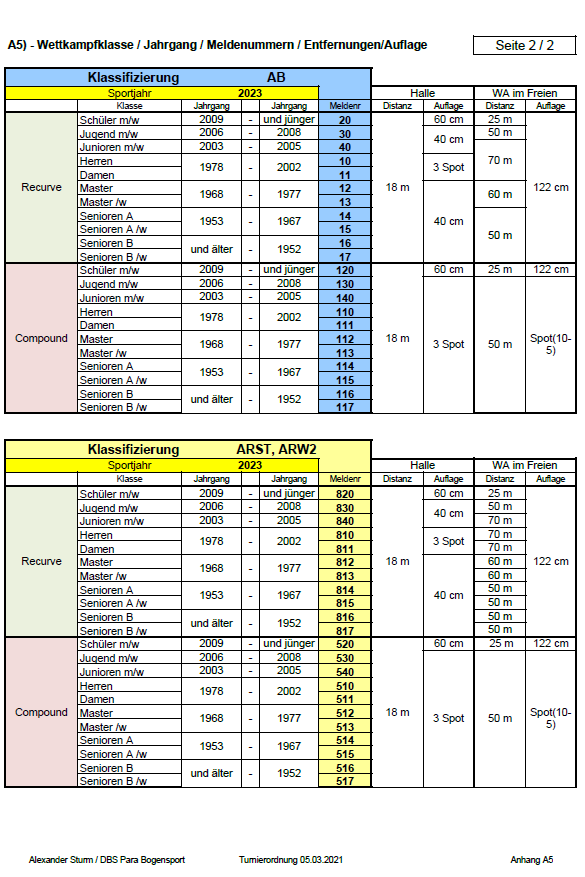 A5) - Wettkampfklasse / Jahrgang / Meldenummern / Entfernungen/Auflage Seite 2 / 2
Klassifizierung AB
Sportjahr 2023 Halle WA im Freien
Klasse Jahrgang Jahrgang Meldenr Distanz Auflage Distanz Auflage
Schüler m/w 2009 - und jünger 20 60 cm 25 m
Jugend m/w 2006 - 2008 30 50 m
40 cm
Junioren m/w 2003 - 2005 40
Herren 10
1978 - 2002 3 Spot 70 m
Damen 11
Recurve Master 12 18 m 122 cm
1968 - 1977 60 m
Master /w 13
Senioren A 14
1953 - 1967 40 cm
Senioren A /w 15
50 m
Senioren B 16
und älter - 1952
Senioren B /w 17
Schüler m/w 2009 - und jünger 120 60 cm 25 m 122 cm
Jugend m/w 2006 - 2008 130
Junioren m/w 2003 - 2005 140
Herren 110
1978 - 2002
Damen 111
Compound Master 112 18 m 3 Spot 50 m Spot(10-
1968 - 1977 5)
Master /w 113
Senioren A 114
1953 - 1967
Senioren A /w 115
Senioren B 116
und älter - 1952
Senioren B /w 117
Klassifizierung ARST, ARW2
Sportjahr 2023 Halle WA im Freien
Klasse Jahrgang Jahrgang Meldenr Distanz Auflage Distanz Auflage
Schüler m/w 2009 - und jünger 820 60 cm 25 m
Jugend m/w 2006 - 2008 830 50 m
40 cm
Junioren m/w 2003 - 2005 840 70 m
Herren 810 70 m
1978 - 2002 3 Spot
Damen 811 70 m
Recurve Master 812 18 m 60 m 122 cm
1968 - 1977
Master /w 813 60 m
Senioren A 814 50 m
1953 - 1967 40 cm
Senioren A /w 815 50 m
Senioren B 816 50 m
und älter - 1952
Senioren B /w 817 50 m
Schüler m/w 2009 - und jünger 520 60 cm 25 m 122 cm
Jugend m/w 2006 - 2008 530
Junioren m/w 2003 - 2005 540
Herren 510
1978 - 2002
Damen 511
Compound Master 512 18 m 3 Spot 50 m Spot(10-
1968 - 1977 5)
Master /w 513
Senioren A 514
1953 - 1967
Senioren A /w 515
Senioren B 516
und älter - 1952
Senioren B /w 517
Alexander Sturm / DBS Para Bogensport Turnierordnung 05.03.2021 Anhang A5